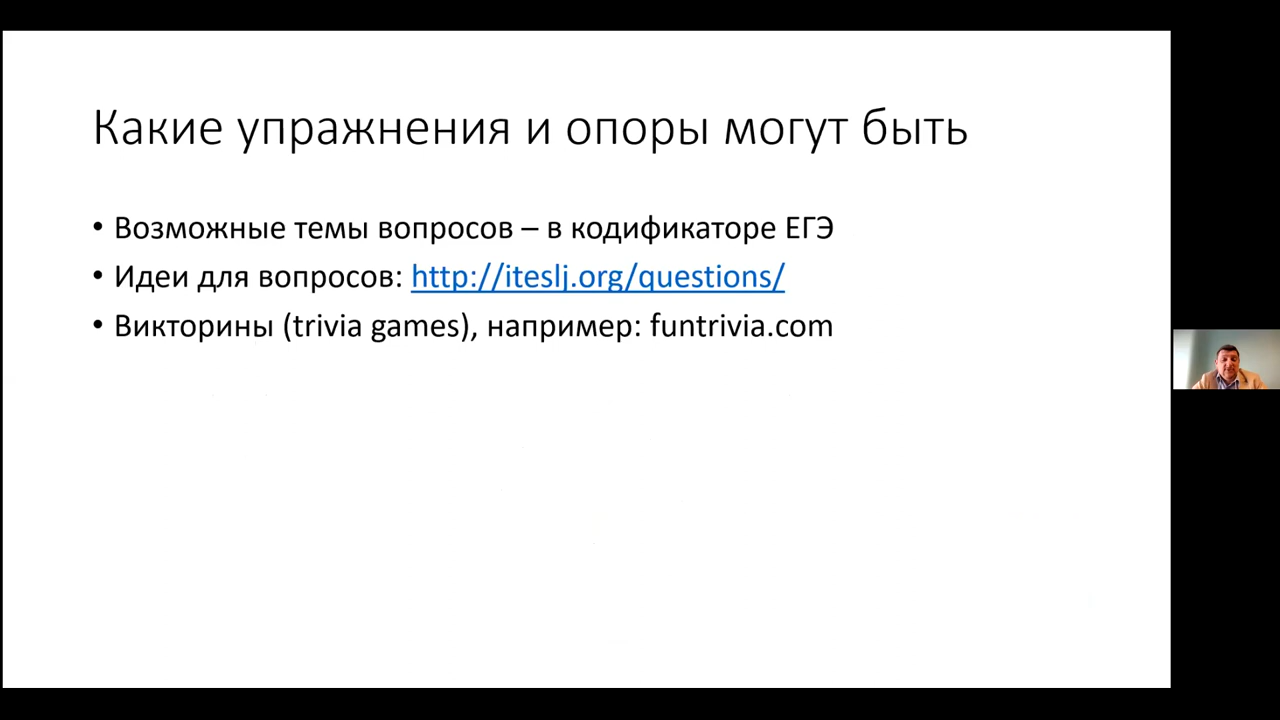 Какие упражнения и опоры могут быть
• Возможные темы вопросов – в кодификаторе ЕГЭ
• Идеи для вопросов: http://iteslj.org/questions/
• Викторины (trivia games), например: funtrivia.com